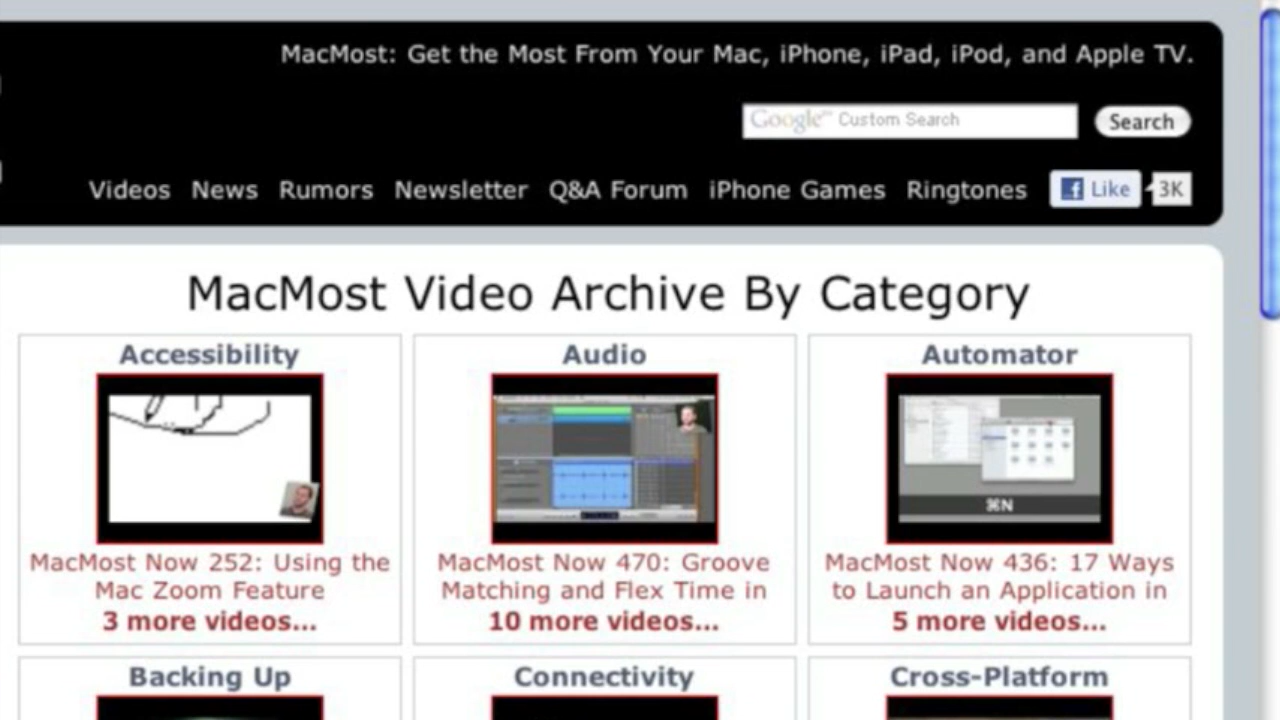 MacMost: Get the Most From Your Mac, iPhone, iPad, iPod, and Apple TV.
Google™ Custom Search
Search
Videos News Rumors Newsletter Q&A Forum iPhone Games Ringtones Like 3K
MacMost Video Archive By Category
Accessibility
MacMost Now 252: Using the
Mac Zoom Feature
3 more videos...
Audio
MacMost Now 470: Groove
Matching and Flex Time in
10 more videos...
Automator
⌘N
MacMost Now 436: 17 Ways
to Launch an Application in
5 more videos...
Backing Up
Connectivity
Cross-Platform